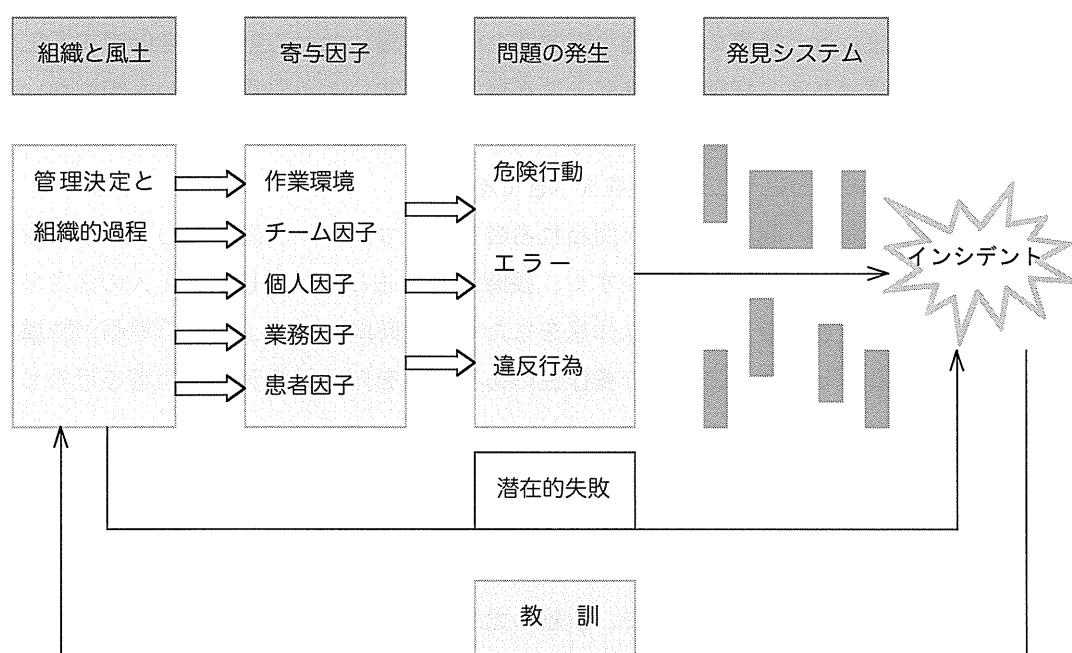 組織と風土
寄与因子
問題の発生
発見システム
管理決定と
組織的過程
作業環境
チーム因子
個人因子
業務因子
患者因子
危険行動
エラー
違反行為
インシデント
潜在的失敗
教 訓